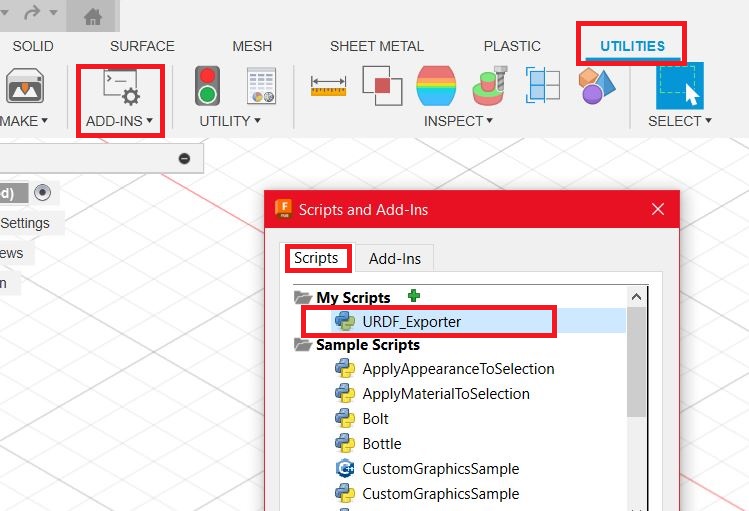 SOLID SURFACE MESH SHEET METAL PLASTIC UTILITIES
MAKE ▾ ADD-INS ▾ UTILITY ▾ INSPECT ▾ SELECT ▾
d)
Settings
ews
n
Scripts and Add-Ins
Scripts Add-Ins
My Scripts
URDF_Exporter
Sample Scripts
ApplyAppearanceToSelection
ApplyMaterialToSelection
Bolt
Bottle
CustomGraphicsSample
CustomGraphicsSample